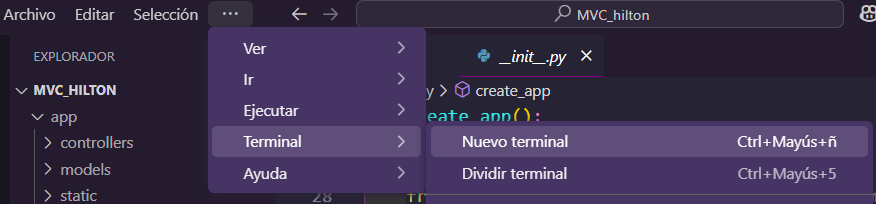 Archivo Editar Selección ···
MVC_hilton
Ver
Ir
Ejecutar
Terminal
Ayuda
Nuevo terminal Ctrl+Mayús+ñ
Dividir terminal Ctrl+Mayús+5
EXPLORADOR
MVC_HILTON
app
controllers
models
static
__init__.py
y > create_app
eate_app():
28 fr